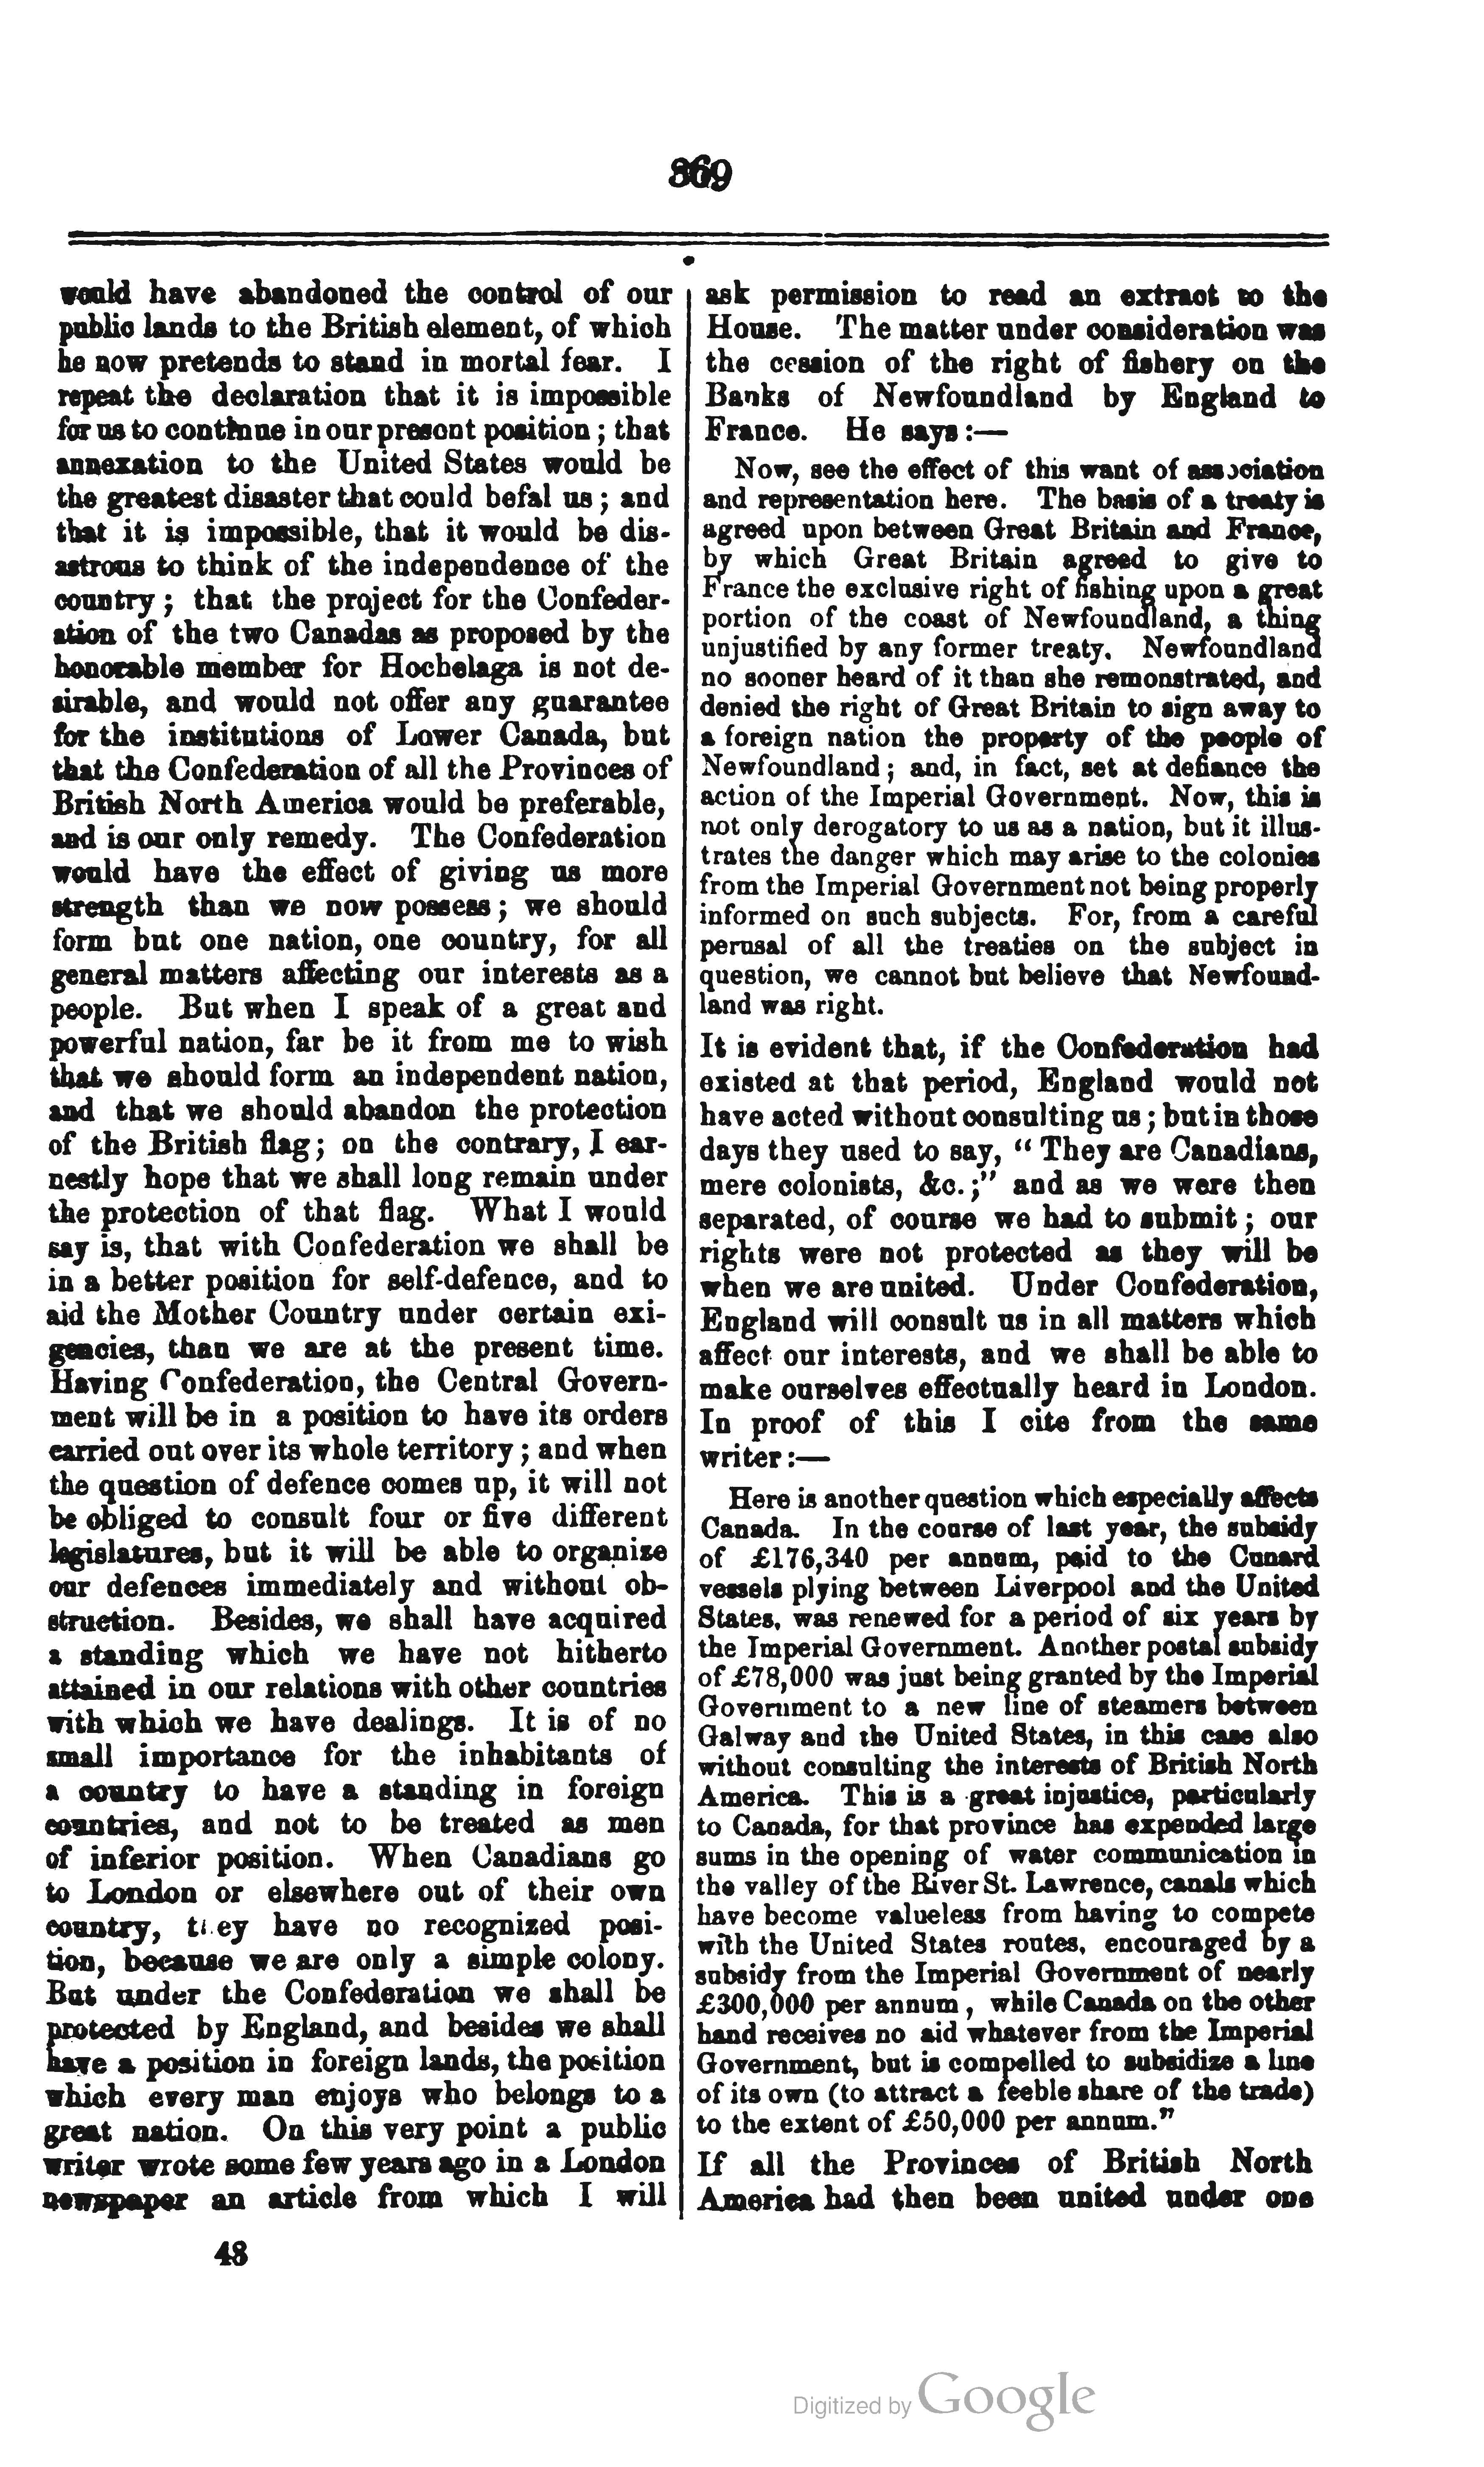 869
would have abandoned the control of our
public lands to the British element, of which
he now pretends to stand in mortal fear. I
repeat the declaration that it is impossible
for us to continue in our present position; that
annexation to the United States would be
the greatest disaster that could befal us; and
that it is impossible, that it would be dis-
astrous to think of the independence of the
country; that the project for the Confeder-
ation of the two Canadas as proposed by the
honorable member for Hochelaga is not de-
sirable, and would not offer any guarantee
for the institutions of Lower Canada, but
that the Confederation of all the Provinces of
British North America would be preferable,
and is our only remedy. The Confederation
would have the effect of giving us more
strength than we now possess; we should
form but one nation, one country, for all
general matters affecting our interests as a
people. But when I speak of a great and
powerful nation, far be it from me to wish
that we should form an independent nation,
and that we should abandon the protection
of the British flag; on the contrary, I ear-
nestly hope that we shall long remain under
the protection of that flag. What I would
say is, that with Confederation we shall be
in a better position for self-defence, and to
aid the Mother Country under certain exi-
gencies, than we are at the present time.
Having Confederation, the Central Govern-
ment will be in a position to have its orders
carried out over its whole territory; and when
the question of defence comes up, it will not
be obliged to consult four or five different
legislatures, but it will be able to organize
our defences immediately and without ob-
struction. Besides, we shall have acquired
a standing which we have not hitherto
attained in our relations with other countries
with which we have dealings. It is of no
small importance for the inhabitants of
a country to have a standing in foreign
countries, and not to be treated as men
of inferior position. When Canadians go
to London or elsewhere out of their own
country, they have no recognized posi-
tion, because we are only a simple colony.
But under the Confederation we shall be
protected by England, and besides we shall
have a position in foreign lands, the position
which every man enjoys who belongs to a
great nation. On this very point a public
writer wrote some few years ago in a London
newspaper an article from which I will
48
ask permission to read an extract to the
House. The matter under consideration was
the cession of the right of fishery on the
Banks of Newfoundland by England to
France. He says:—
Now, see the effect of this want of association
and representation here. The basis of a treaty is
agreed upon between Great Britain and France,
by which Great Britain agreed to give to
France the exclusive right of fishing upon a great
portion of the coast of Newfoundland, a thing
unjustified by any former treaty. Newfoundland
no sooner heard of it than she remonstrated, and
denied the right of Great Britain to sign away to
a foreign nation the property of the people of
Newfoundland; and, in fact, set at defiance the
action of the Imperial Government. Now, this is
not only derogatory to us as a nation, but it illus-
trates the danger which may arise to the colonies
from the Imperial Government not being properly
informed on such subjects. For, from a careful
perusal of all the treaties on the subject in
question, we cannot but believe that Newfound-
land was right.
It is evident that, if the Confederation had
existed at that period, England would not
have acted without consulting us; but in those
days they used to say, "They are Canadians,
mere colonists, &c.;" and as we were then
separated, of course we had to submit; our
rights were not protected as they will be
when we are united. Under Confederation,
England will consult us in all matters which
affect our interests, and we shall be able to
make ourselves effectually heard in London.
In proof of this I cite from the same
writer:—
Here is another question which especially affects
Canada. In the course of last year, the subsidy
of £176,340 per annum, paid to the Cunard
vessels plying between Liverpool and the United
States, was renewed for a period of six years by
the Imperial Government. Another postal subsidy
of £78,000 was just being granted by the Imperial
Government to a new line of steamers between
Galway and the United States, in this case also
without consulting the interests of British North
America. This is a great injustice, particularly
to Canada, for that province has expended large
sums in the opening of water communication in
the valley of the River St. Lawrence, canals which
have become valueless from having to compete
with the United States routes, encouraged by a
subsidy from the Imperial Government of nearly
£300,000 per annum, while Canada on the other
hand receives no aid whatever from the Imperial
Government, but is compelled to subsidize a line
of its own (to attract a feeble share of the trade)
to the extent of £50,000 per annum."
If all the Provinces of British North
America had then been united under one
Digitized by Google